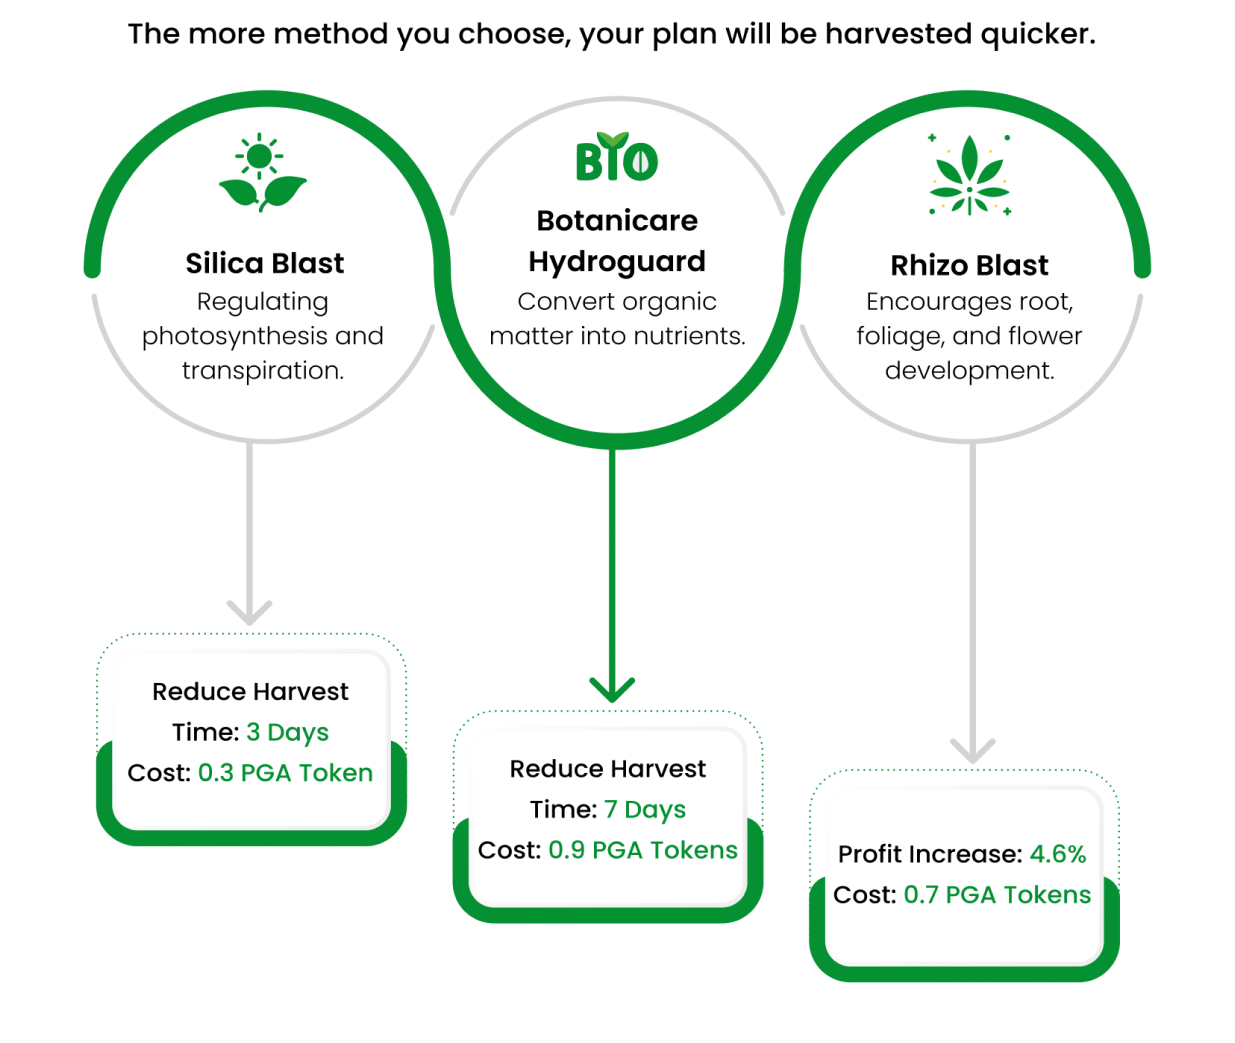 The more method you choose, your plan will be harvested quicker.
Silica Blast
Regulating
photosynthesis and
transpiration.
BIO
Botanicare
Hydroguard
Convert organic
matter into nutrients.
Rhizo Blast
Encourages root,
foliage, and flower
development.
Reduce Harvest
Time: 3 Days
Cost: 0.3 PGA Token
Reduce Harvest
Time: 7 Days
Cost: 0.9 PGA Tokens
Profit Increase: 4.6%
Cost: 0.7 PGA Tokens